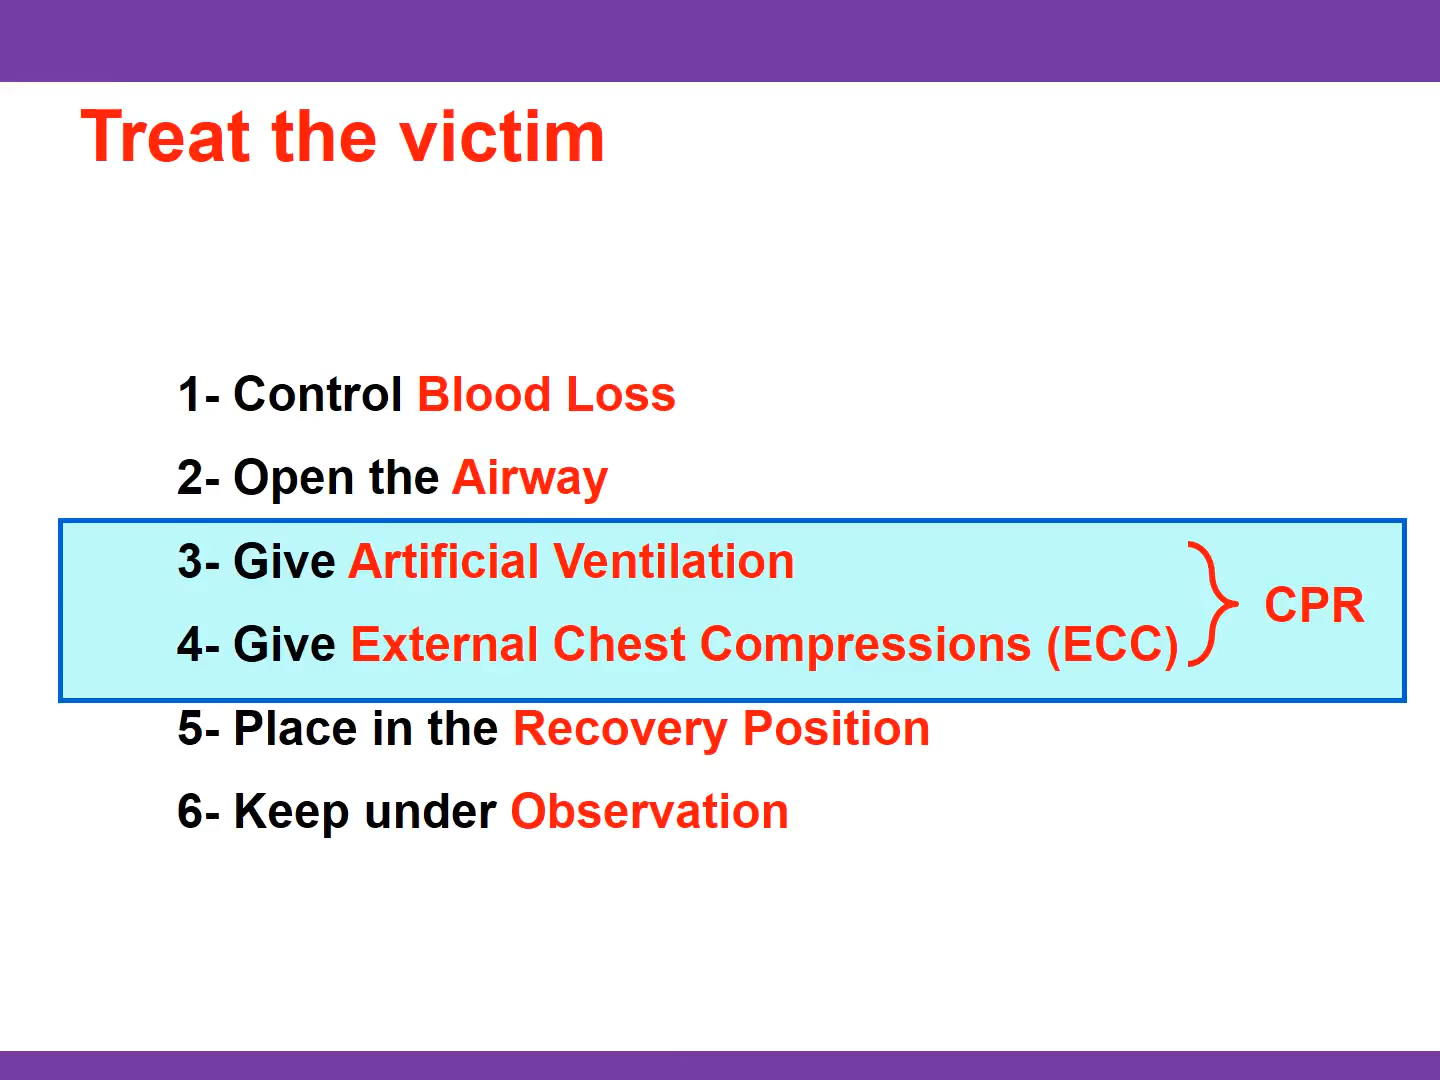 Treat the victim
1- Control Blood Loss
2- Open the Airway
3- Give Artificial Ventilation
4- Give External Chest Compressions (ECC)
CPR
5- Place in the Recovery Position
6- Keep under Observation